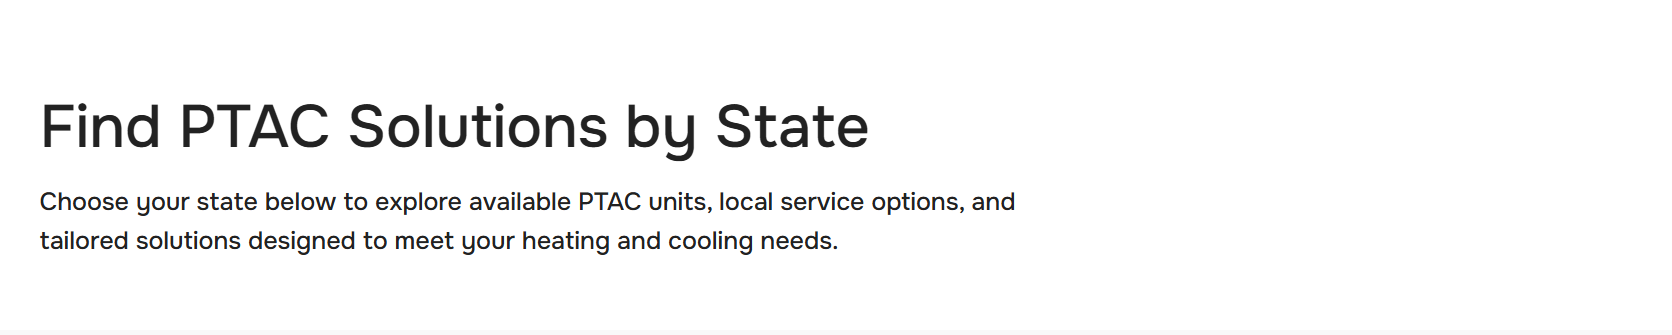 Find PTAC Solutions by State
Choose your state below to explore available PTAC units, local service options, and
tailored solutions designed to meet your heating and cooling needs.